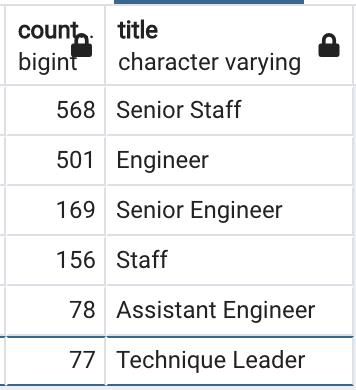 count title
bigint character varying
568 Senior Staff
501 Engineer
169 Senior Engineer
156 Staff
78 Assistant Engineer
77 Technique Leader